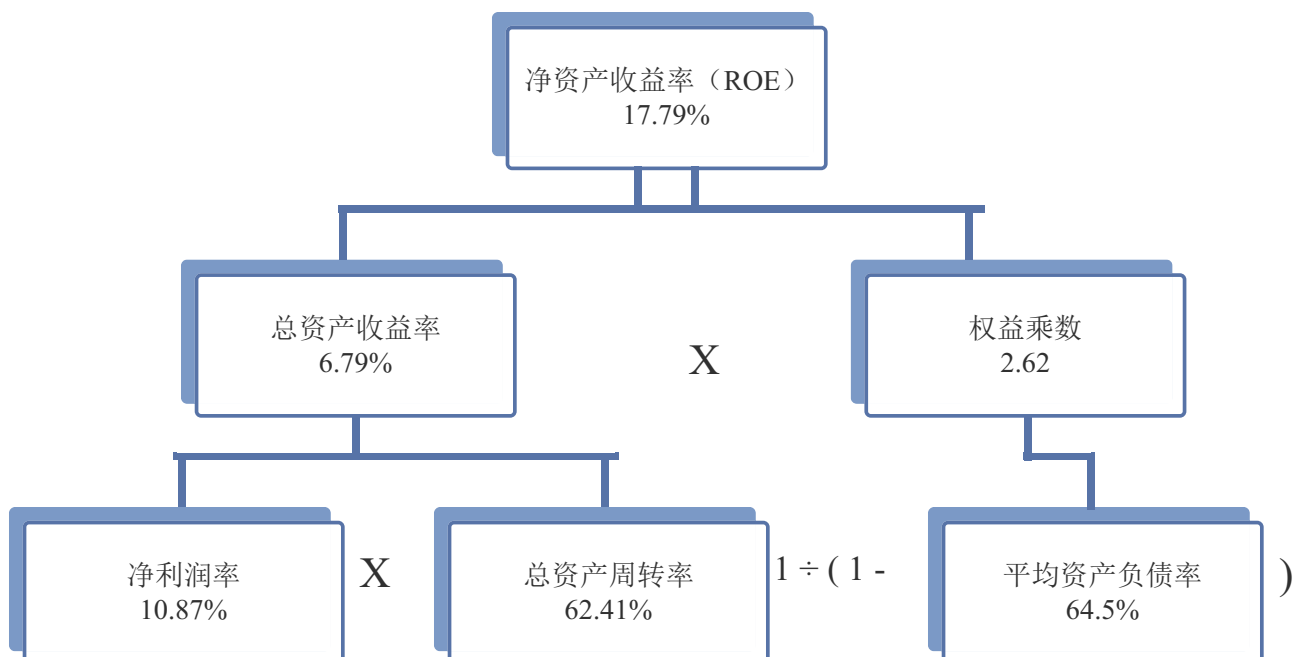 净资产收益率（ROE）
17.79%
总资产收益率
6.79%
X
权益乘数
2.62
净利润率
10.87%
X
总资产周转率
62.41%
1 ÷ ( 1 -
平均资产负债率
64.5%
)